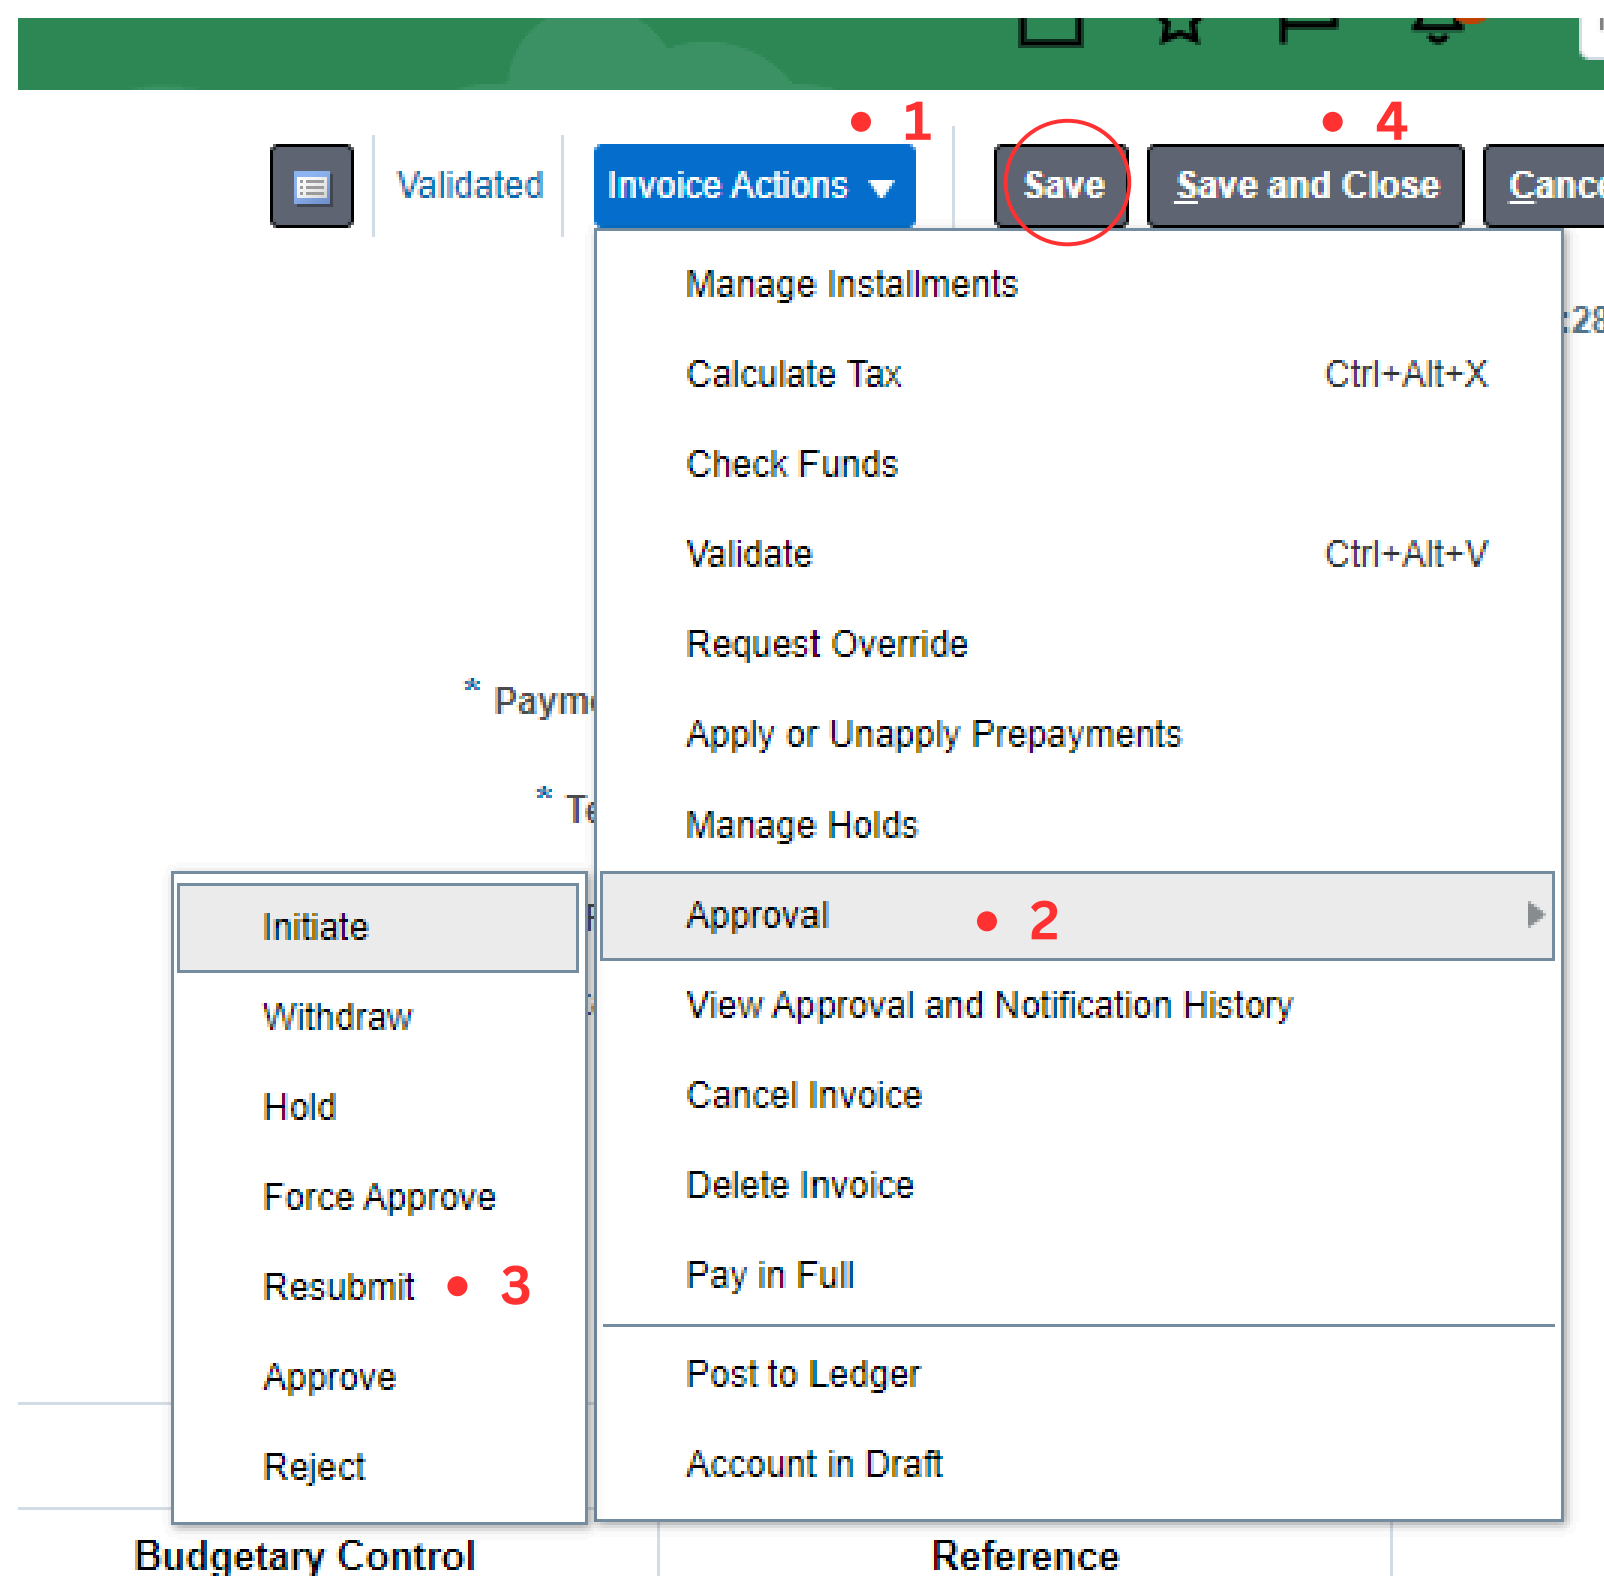 • 1
• 4
Validated
Invoice Actions
Save
Save and Close
Manage Installments
:28
Calculate Tax Ctrl+Alt+X
Check Funds
Validate Ctrl+Alt+V
Request Override
*
Apply or Unapply Prepayments
*
Manage Holds
Approval • 2
Initiate
View Approval and Notification History
Withdraw
Cancel Invoice
Hold
Delete Invoice
Force Approve
Pay in Full
Resubmit • 3
Post to Ledger
Approve
Account in Draft
Reject
Budgetary Control
Reference